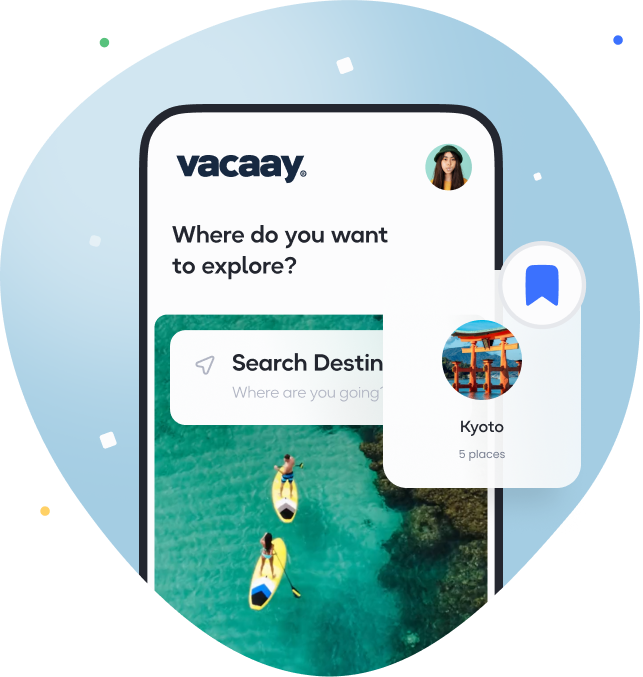 vacaay®
Where do you want
to explore?
Search Destin
Where are you going?
Kyoto
5 places